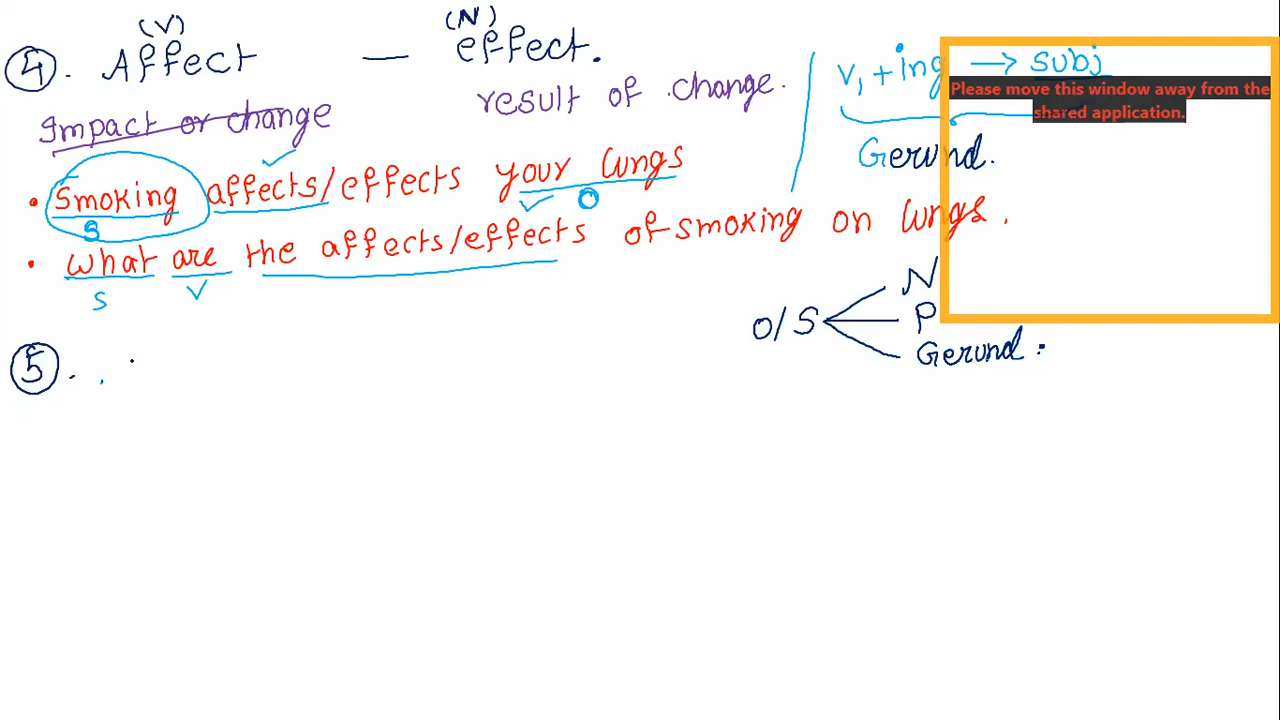 (V) (N)
④. Affect — effect.
Impact or change result of change.
V₁ + ing → Subj
Please move this window away from the
shared application.
Gerund.
• Smoking affects/effects your lungs
S O
• What are the affects/effects of smoking on lungs.
S V
N
O/S P
Gerund.
⑤.